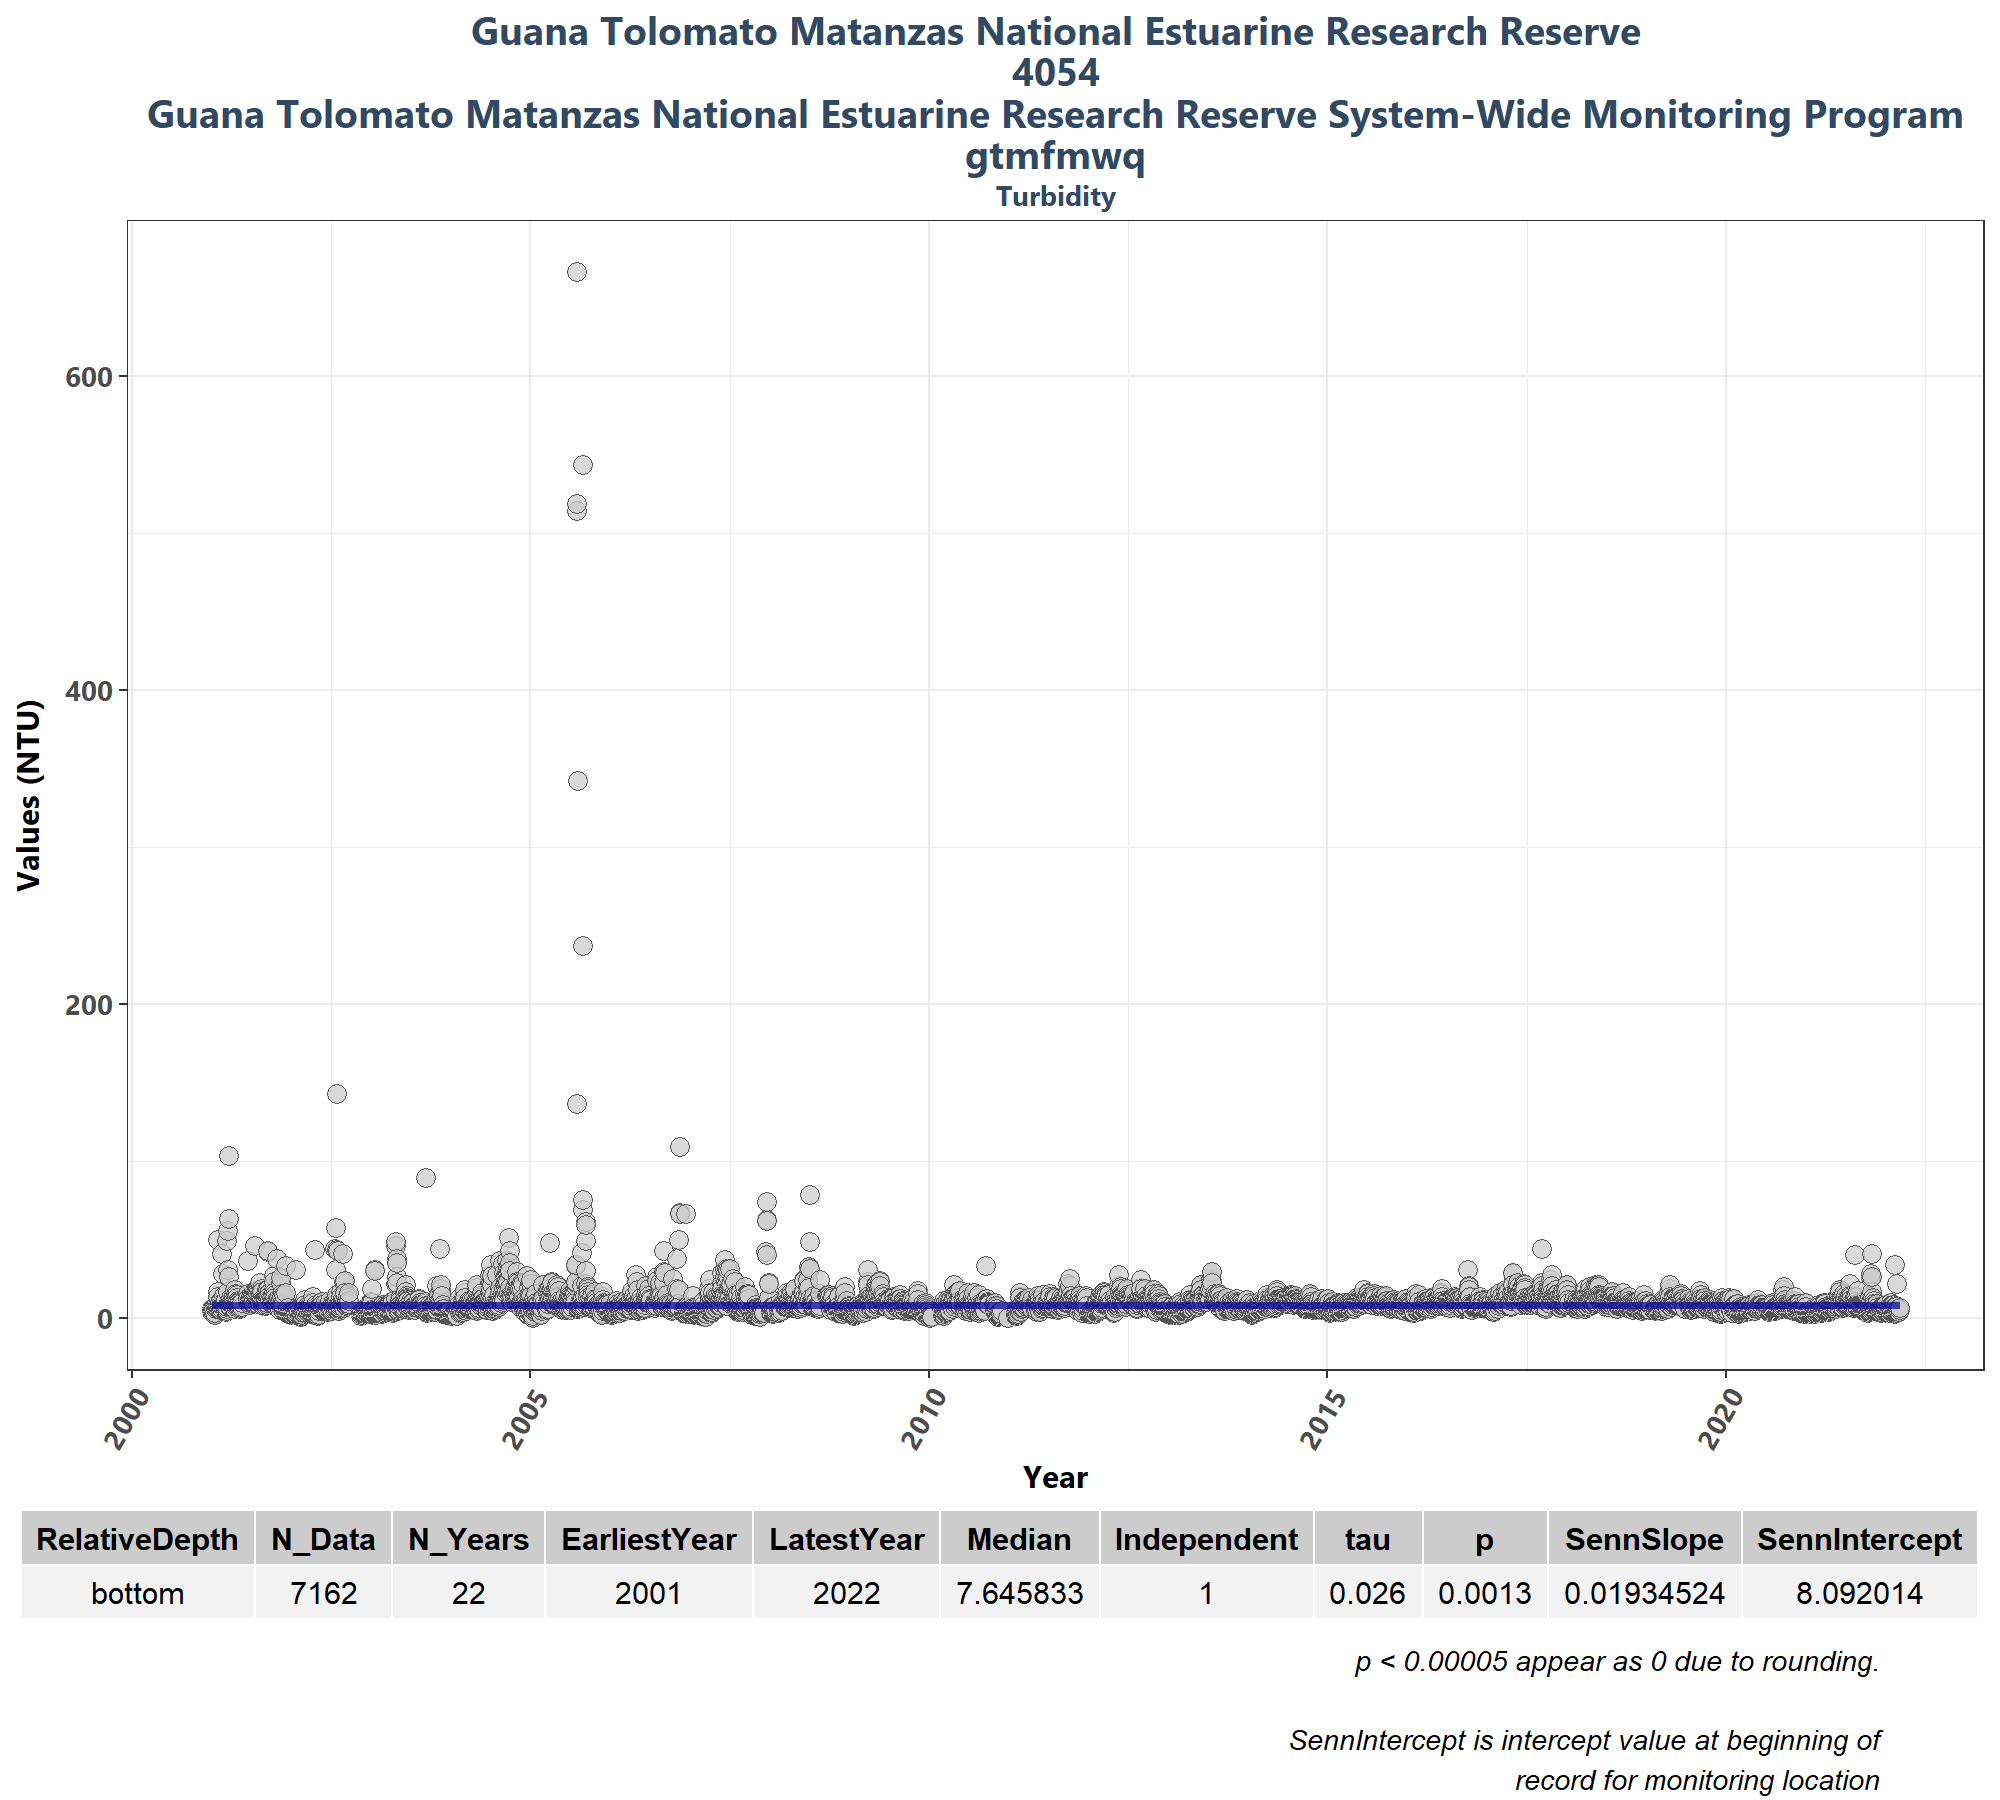 Guana Tolomato Matanzas National Estuarine Research Reserve
4054
Guana Tolomato Matanzas National Estuarine Research Reserve System-Wide Monitoring Program
gtmfmwq
Turbidity
Values (NTU)
600
400
200
0
2000 2005 2010 2015 2020
Year
RelativeDepth N_Data N_Years EarliestYear LatestYear Median Independent tau p SennSlope SennIntercept
bottom 7162 22 2001 2022 7.645833 1 0.026 0.0013 0.01934524 8.092014
p < 0.00005 appear as 0 due to rounding.
SennIntercept is intercept value at beginning of
record for monitoring location